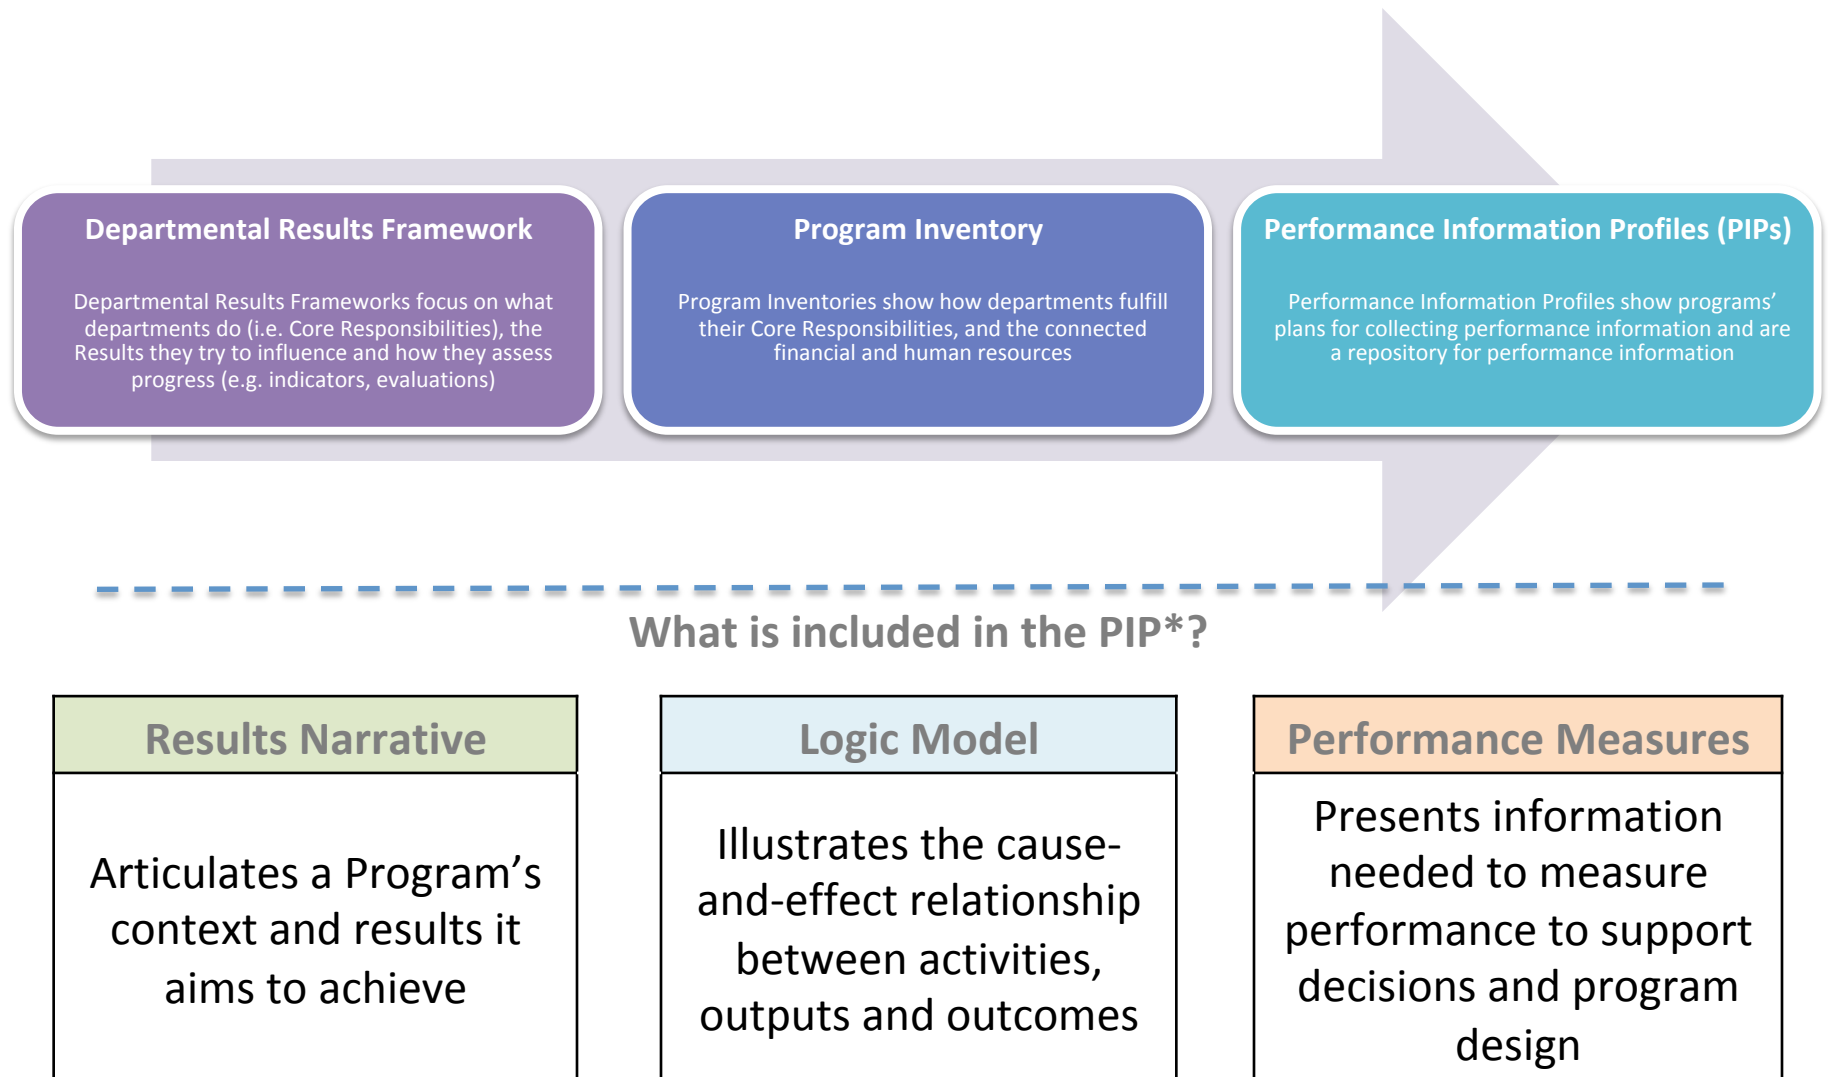 Departmental Results Framework
Departmental Results Frameworks focus on what
departments do (i.e. Core Responsibilities), the
Results they try to influence and how they assess
progress (e.g. indicators, evaluations)
Program Inventory
Program Inventories show how departments fulfill
their Core Responsibilities, and the connected
financial and human resources
Performance Information Profiles (PIPs)
Performance Information Profiles show programs’
plans for collecting performance information and are
a repository for performance information
What is included in the PIP*?
Results Narrative
Articulates a Program’s
context and results it
aims to achieve
Logic Model
Illustrates the cause-
and-effect relationship
between activities,
outputs and outcomes
Performance Measures
Presents information
needed to measure
performance to support
decisions and program
design